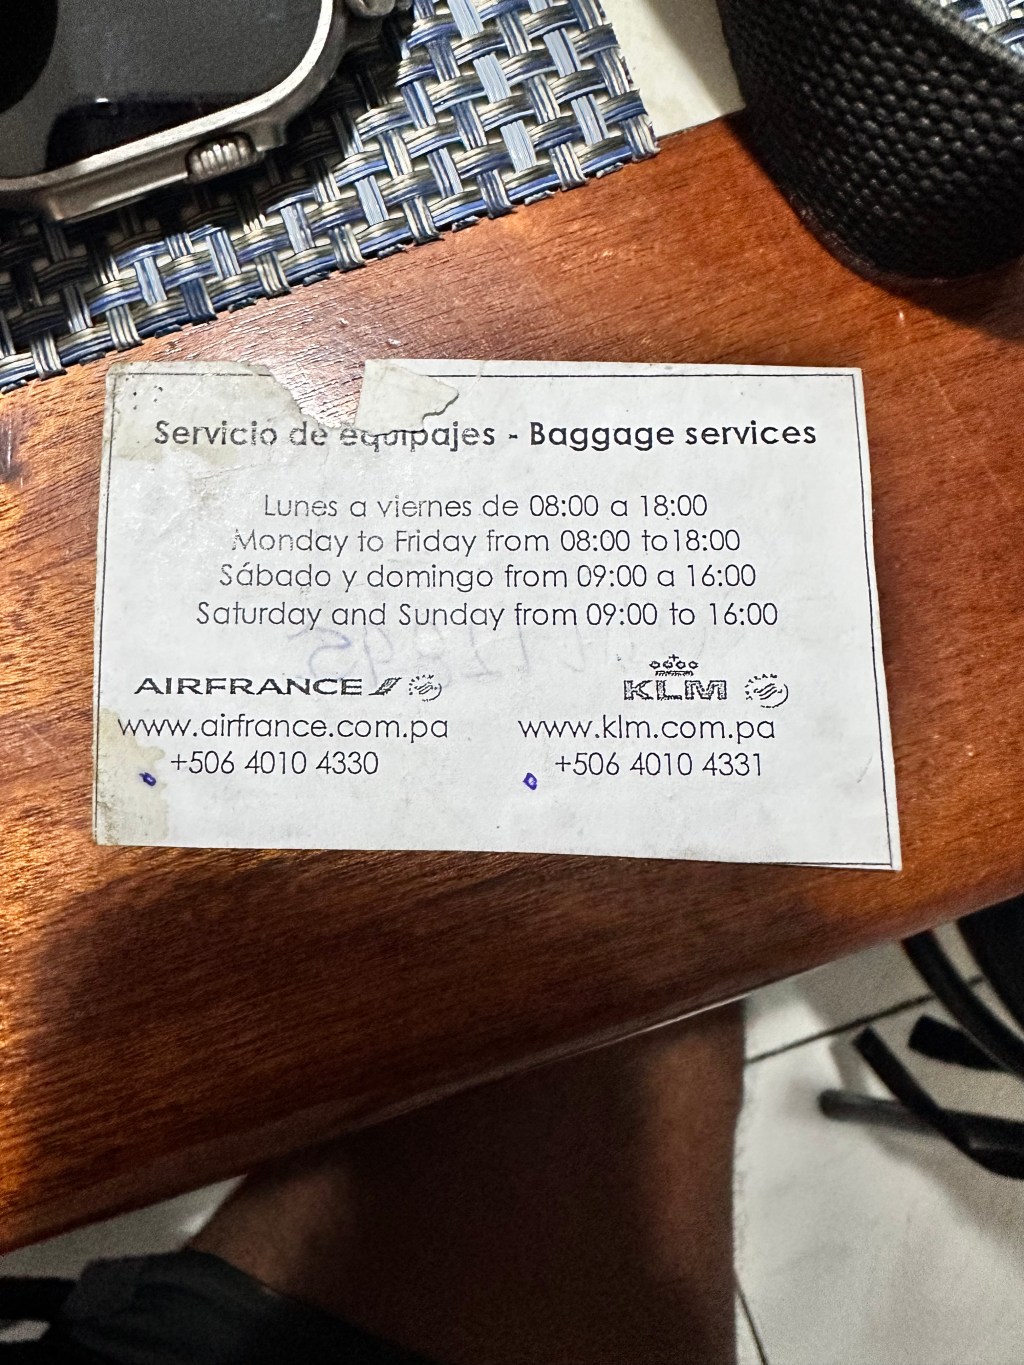 Servicio de equipajes - Baggage services
Lunes a viernes de 08:00 a 18:00
Monday to Friday from 08:00 to18:00
Sábado y domingo from 09:00 a 16:00
Saturday and Sunday from 09:00 to 16:00
AIRFRANCE
KLM
www.airfrance.com.pa
www.klm.com.pa
+506 4010 4330
+506 4010 4331